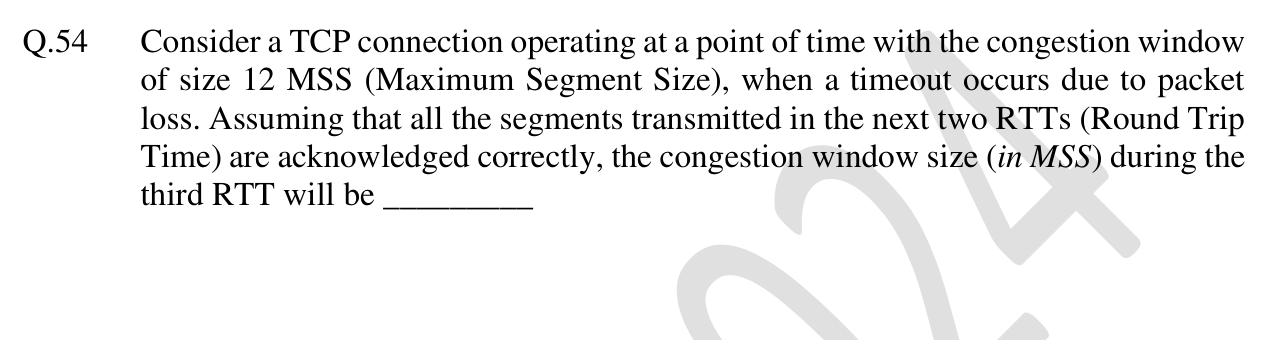 Q.54 Consider a TCP connection operating at a point of time with the congestion window
of size 12 MSS (Maximum Segment Size), when a timeout occurs due to packet
loss. Assuming that all the segments transmitted in the next two RTTs (Round Trip
Time) are acknowledged correctly, the congestion window size (in MSS) during the
third RTT will be _________